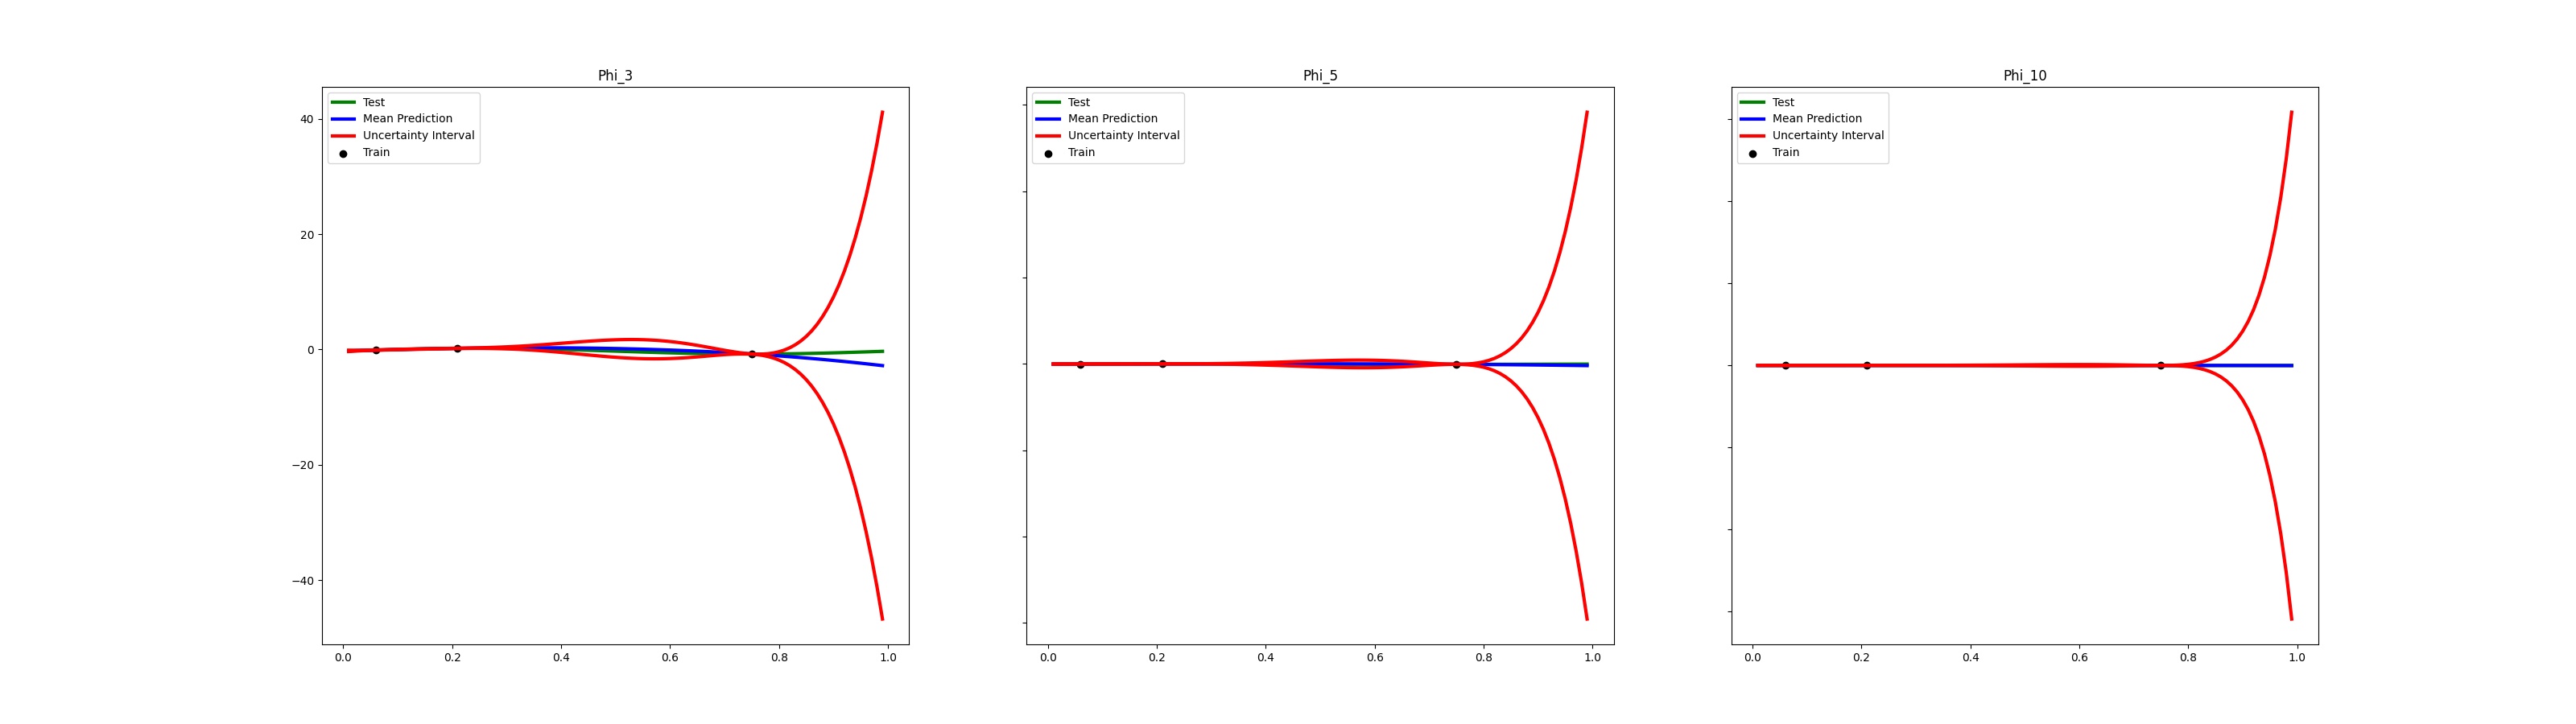 Phi_3
Test
Mean Prediction
Uncertainty Interval
Train
40
20
0
−20
−40
0.0 0.2 0.4 0.6 0.8 1.0
Phi_5
Test
Mean Prediction
Uncertainty Interval
Train
0.0 0.2 0.4 0.6 0.8 1.0
Phi_10
Test
Mean Prediction
Uncertainty Interval
Train
0.0 0.2 0.4 0.6 0.8 1.0